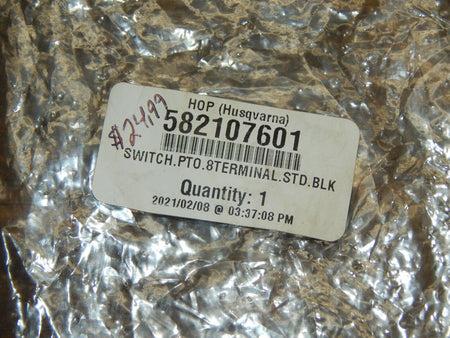 $24.99
HOP (Husqvarna)
582107601
SWITCH.PTO.8TERMINAL.STD.BLK
Quantity: 1
2021/02/08 @ 03:37:08 PM